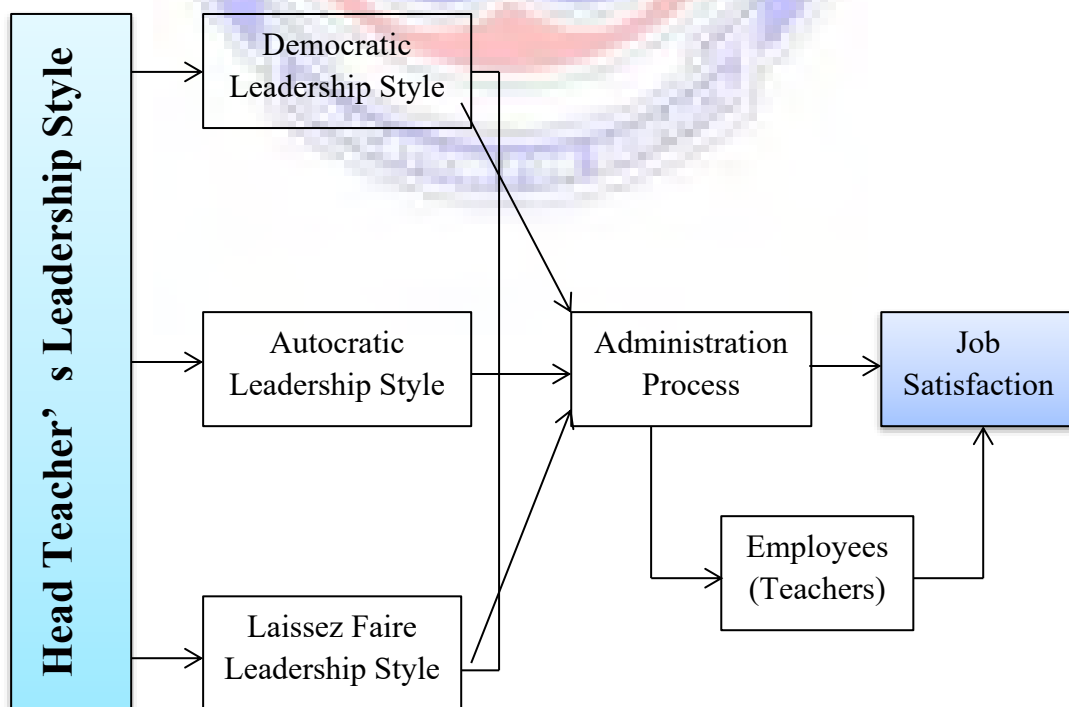 Head Teacher’ s Leadership Style
Democratic
Leadership Style
Autocratic
Leadership Style
Laissez Faire
Leadership Style
Administration
Process
Job
Satisfaction
Employees
(Teachers)